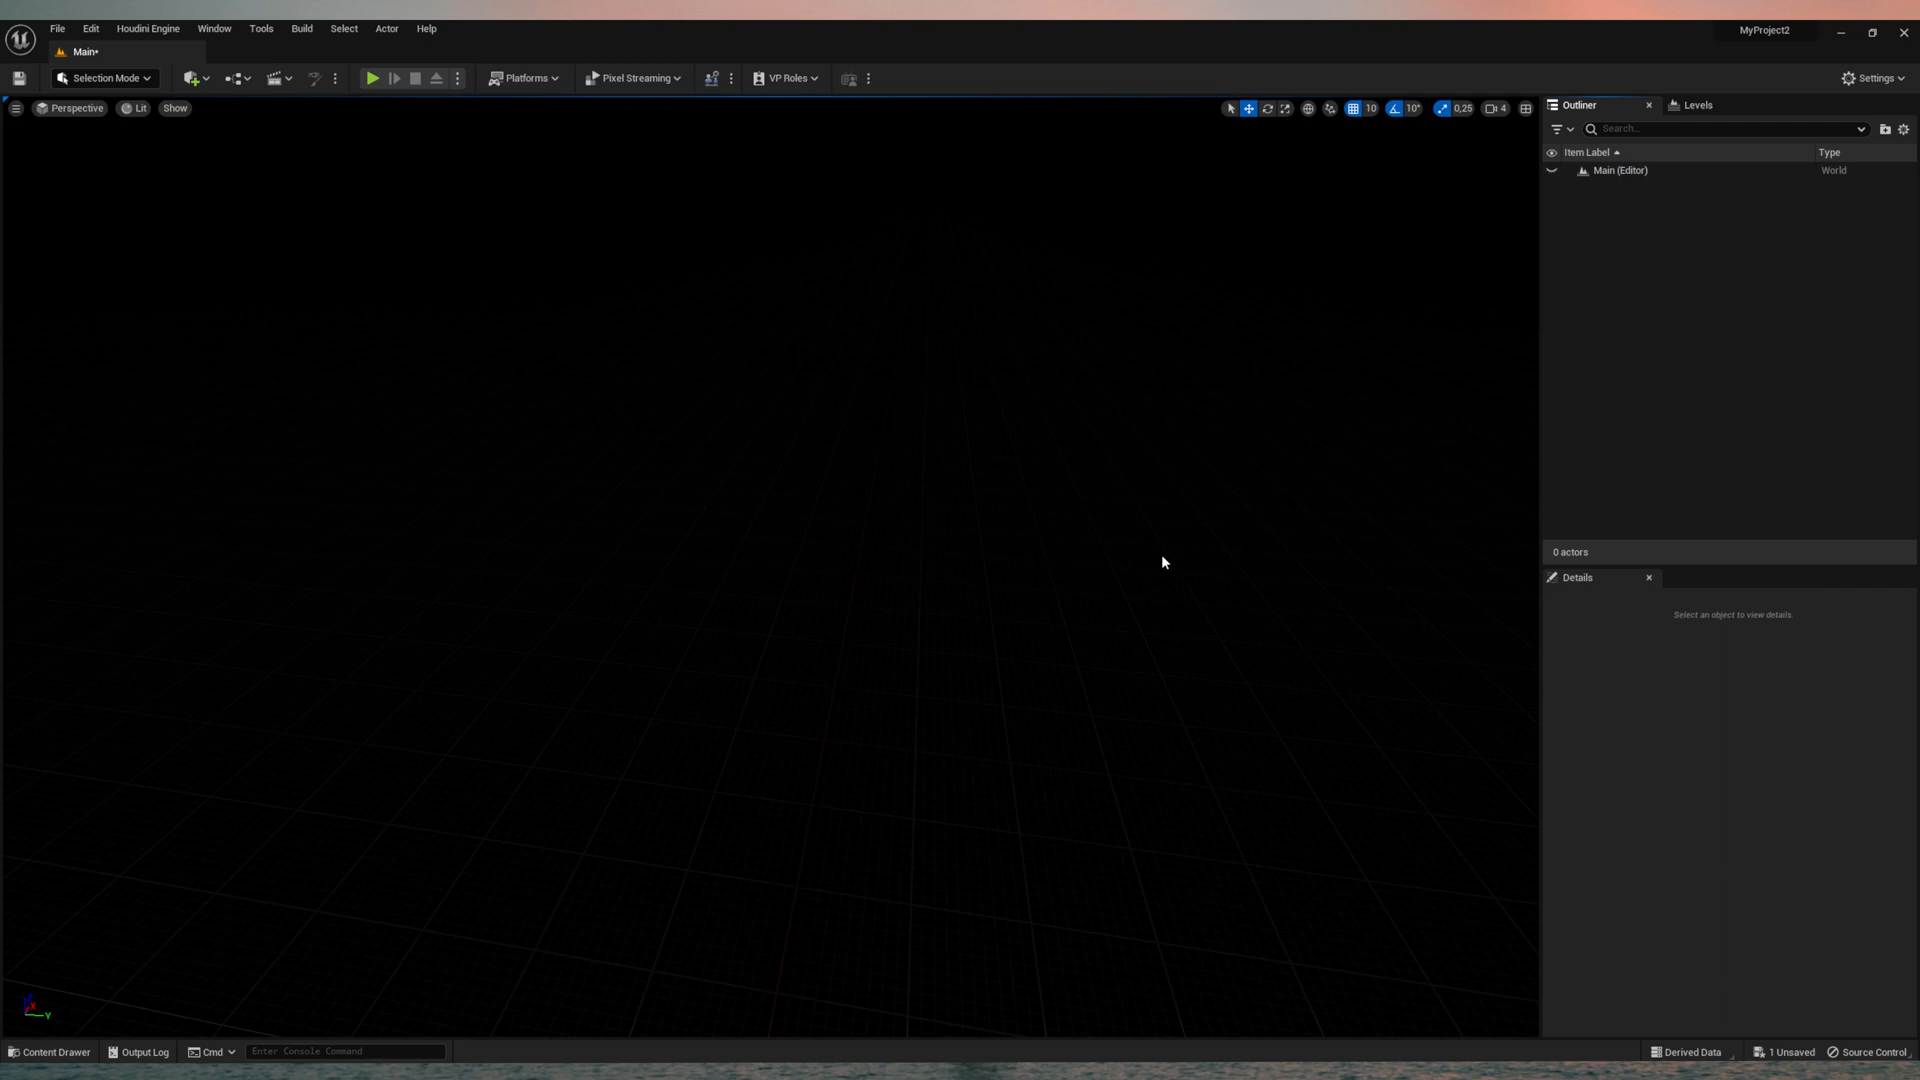 File Edit Houdini Engine Window Tools Build Select Actor Help
MyProject2
Main•
Selection Mode
Platforms
Pixel Streaming
VP Roles
Settings
Perspective
Lit
Show
10
10°
0,25
4
Outliner
Levels
Search...
Item Label
Type
Main (Editor)
World
0 actors
Details
Select an object to view details.
Y
Content Drawer
Output Log
Cmd
Enter Console Command
Derived Data
1 Unsaved
Source Control